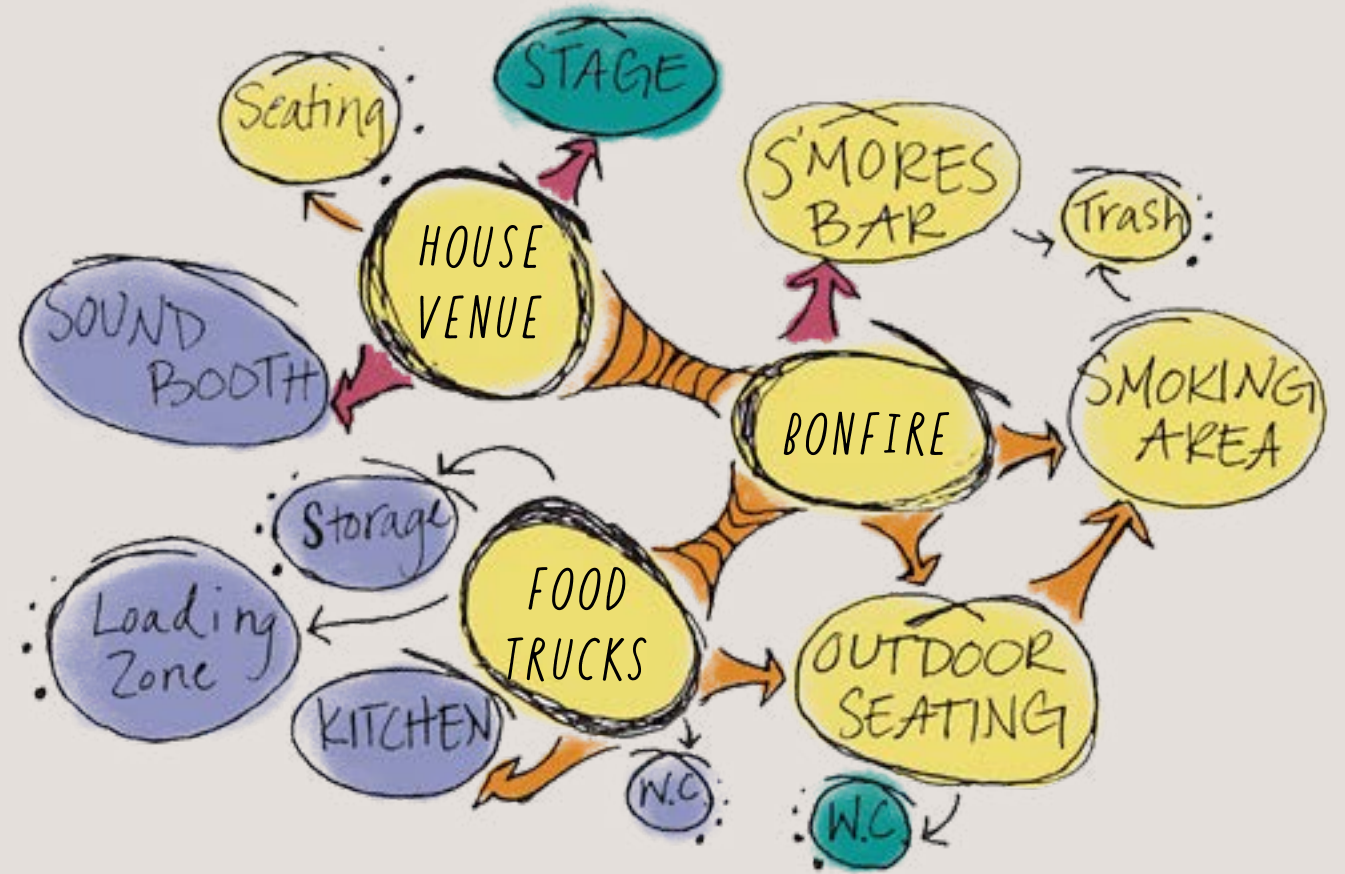 Seating
STAGE
S'MORES
BAR
Trash
HOUSE
VENUE
SOUND
BOOTH
BONFIRE
SMOKING
AREA
Storage
Loading
Zone
FOOD
TRUCKS
KITCHEN
OUTDOOR
SEATING
W.C.
W.C.